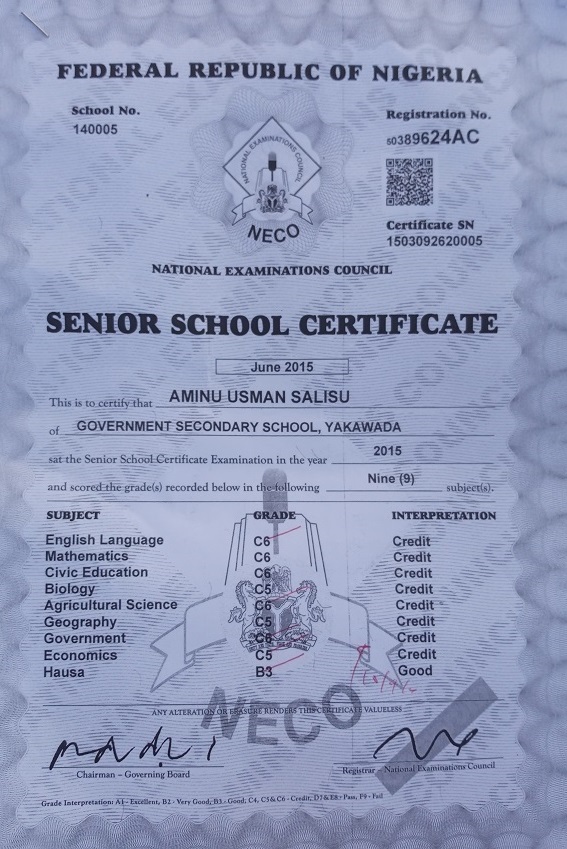 FEDERAL REPUBLIC OF NIGERIA
School No.
140005
Registration No.
50389624AC
NATIONAL EXAMINATIONS COUNCIL
NECO
Certificate SN
1503092620005
NATIONAL EXAMINATIONS COUNCIL
SENIOR SCHOOL CERTIFICATE
June 2015
This is to certify that AMINU USMAN SALISU
of GOVERNMENT SECONDARY SCHOOL, YAKAWADA
sat the Senior School Certificate Examination in the year 2015
and scored the grade(s) recorded below in the following Nine (9) subject(s).
SUBJECT GRADE INTERPRETATION
English Language C6 Credit
Mathematics C6 Credit
Civic Education C6 Credit
Biology C5 Credit
Agricultural Science C6 Credit
Geography C5 Credit
Government C6 Credit
Economics C5 Credit
Hausa B3 Good
NECO
ANY ALTERATION OR ERASURE RENDERS THIS CERTIFICATE VALUELESS
Chairman – Governing Board
Registrar – National Examinations Council
Grade Interpretation: A1 - Excellent, B2 - Very Good, B3 - Good, C4, C5 & C6 - Credit, D7 & E8 - Pass, F9 - Fail